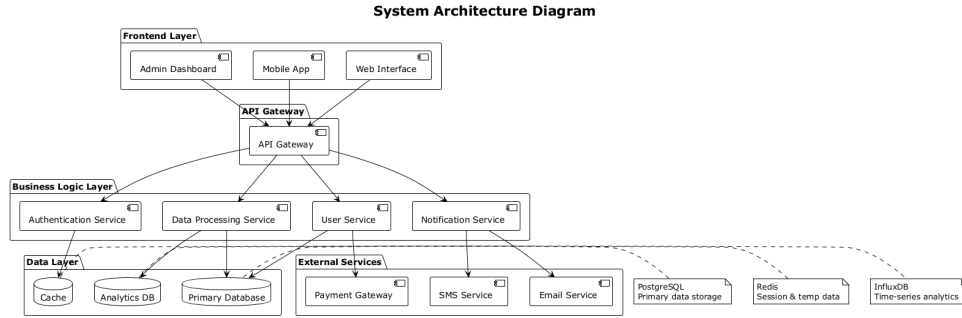 System Architecture Diagram
Frontend Layer
Admin Dashboard
Mobile App
Web Interface
API Gateway
API Gateway
Business Logic Layer
Authentication Service
Data Processing Service
User Service
Notification Service
Data Layer
Cache
Analytics DB
Primary Database
External Services
Payment Gateway
SMS Service
Email Service
PostgreSQL
Primary data storage
Redis
Session & temp data
InfluxDB
Time-series analytics